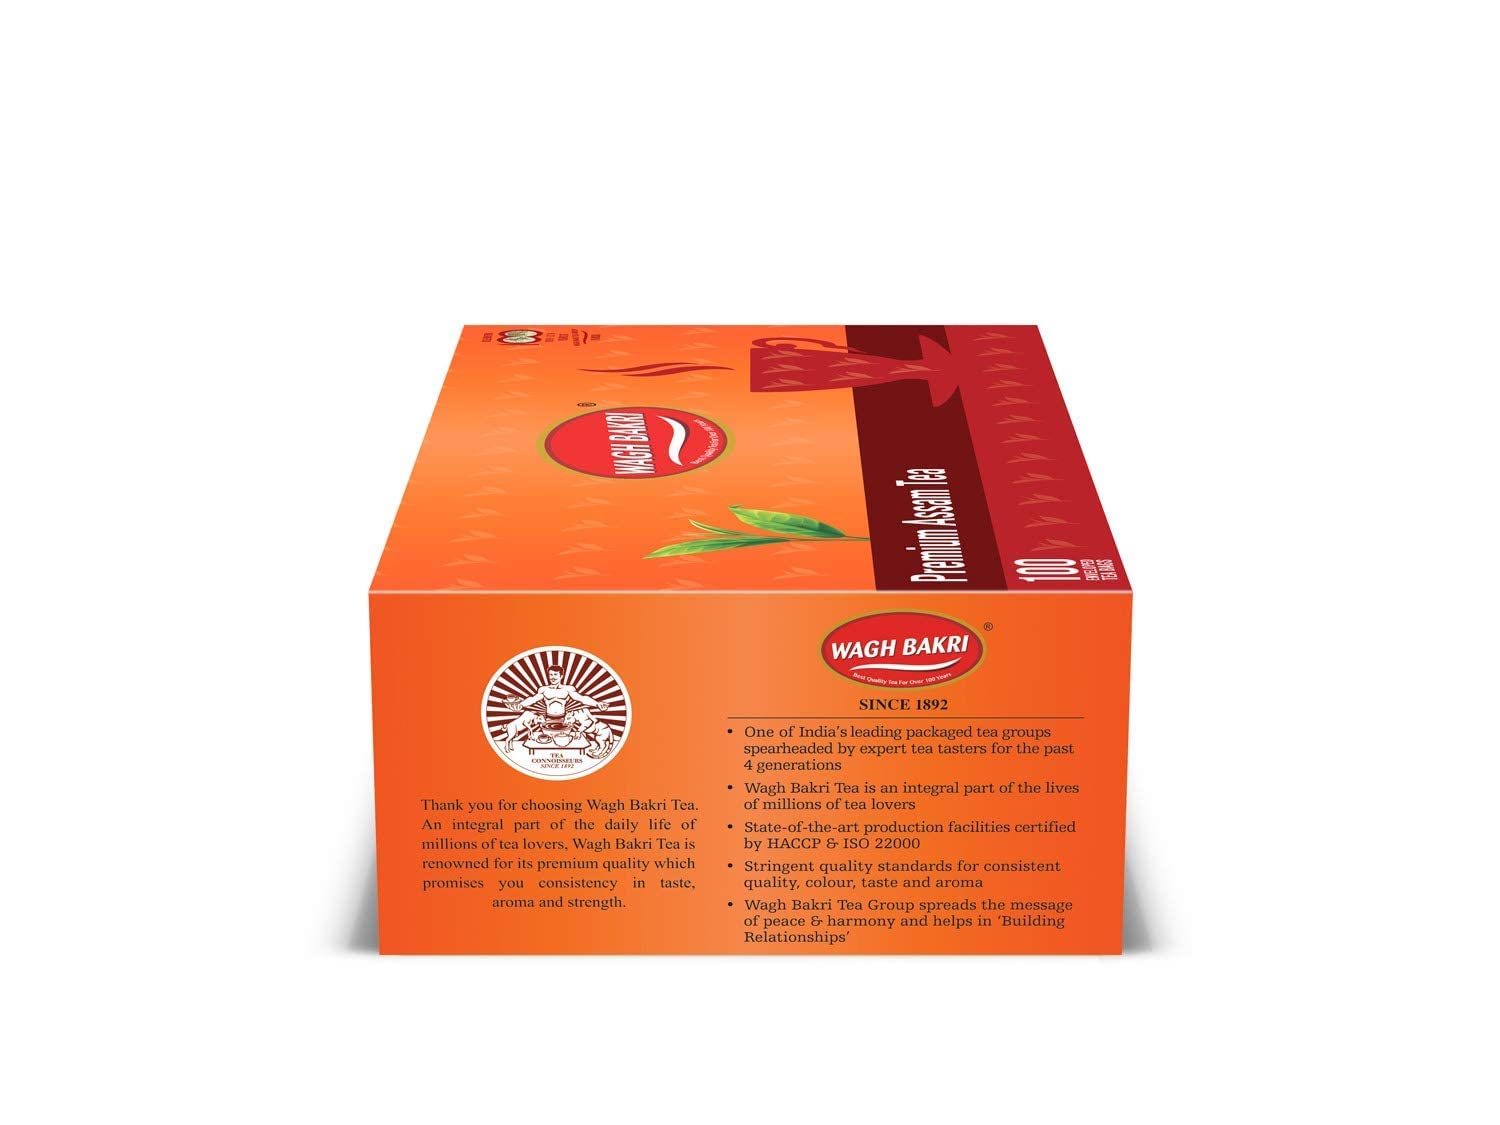 WAGH BAKRI
Premium Assam Tea
100
ENVELOPED
TEA BAGS
TEA
CONNOISSEURS
SINCE 1892
Thank you for choosing Wagh Bakri Tea.
An integral part of the daily life of
millions of tea lovers, Wagh Bakri Tea is
renowned for its premium quality which
promises you consistency in taste,
aroma and strength.
WAGH BAKRI ®
Best Quality Tea For Over 100 Years
SINCE 1892
• One of India's leading packaged tea groups
spearheaded by expert tea tasters for the past
4 generations
• Wagh Bakri Tea is an integral part of the lives
of millions of tea lovers
• State-of-the-art production facilities certified
by HACCP & ISO 22000
• Stringent quality standards for consistent
quality, colour, taste and aroma
• Wagh Bakri Tea Group spreads the message
of peace & harmony and helps in 'Building
Relationships'